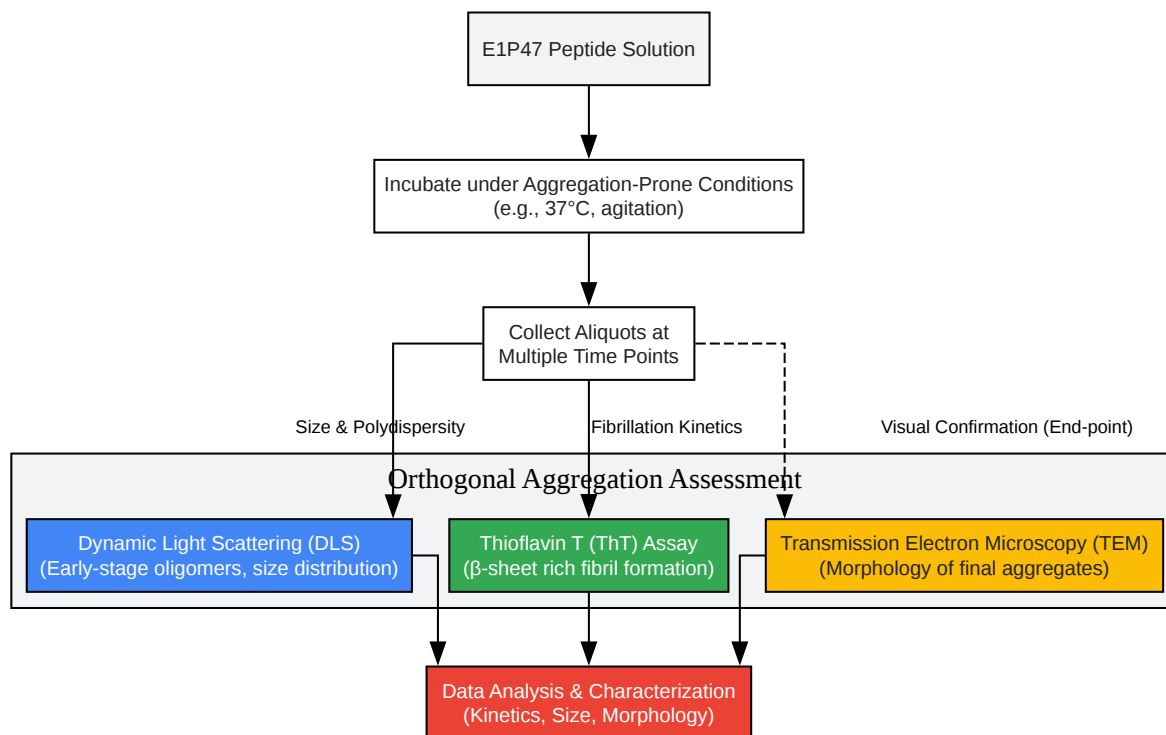 E1P47 Peptide Solution
Incubate under Aggregation-Prone Conditions
(e.g., 37°C, agitation)
Collect Aliquots at
Multiple Time Points
Size & Polydispersity
Fibrillation Kinetics
Visual Confirmation (End-point)
Orthogonal Aggregation Assessment
Dynamic Light Scattering (DLS)
(Early-stage oligomers, size distribution)
Thioflavin T (ThT) Assay
(β-sheet rich fibril formation)
Transmission Electron Microscopy (TEM)
(Morphology of final aggregates)
Data Analysis & Characterization
(Kinetics, Size, Morphology)